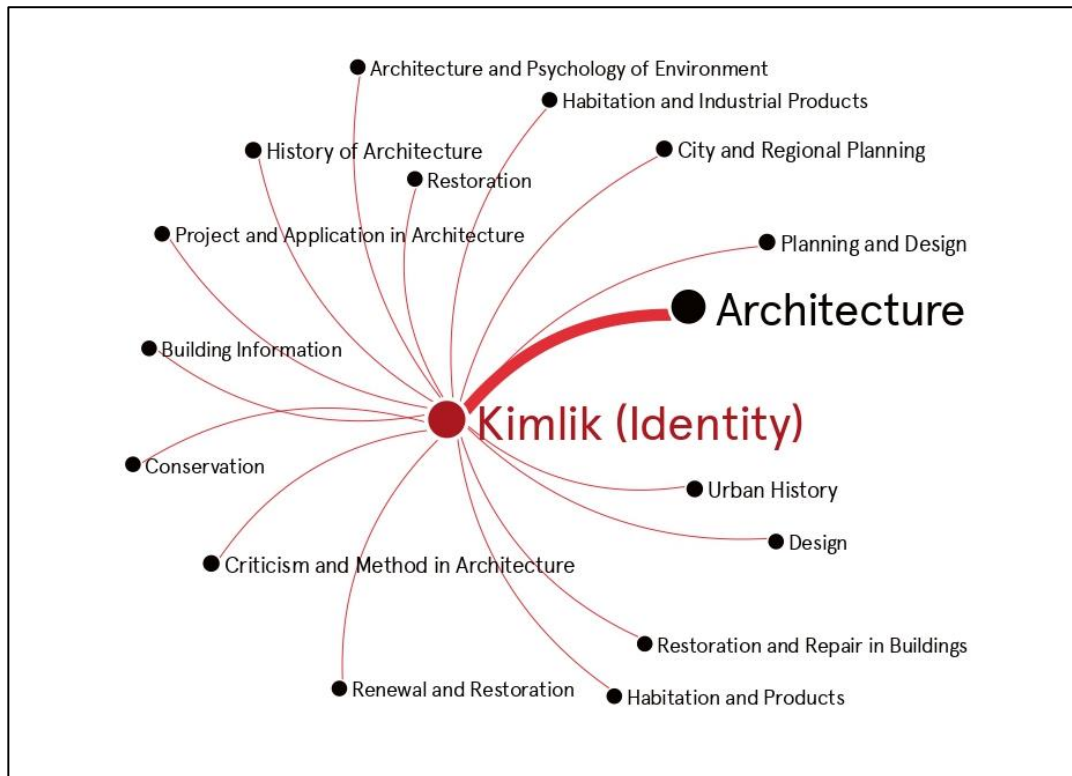 Architecture and Psychology of Environment
Habitation and Industrial Products
History of Architecture
City and Regional Planning
Restoration
Project and Application in Architecture
Planning and Design
Architecture
Building Information
Kimlik (Identity)
Conservation
Urban History
Design
Criticism and Method in Architecture
Restoration and Repair in Buildings
Renewal and Restoration
Habitation and Products